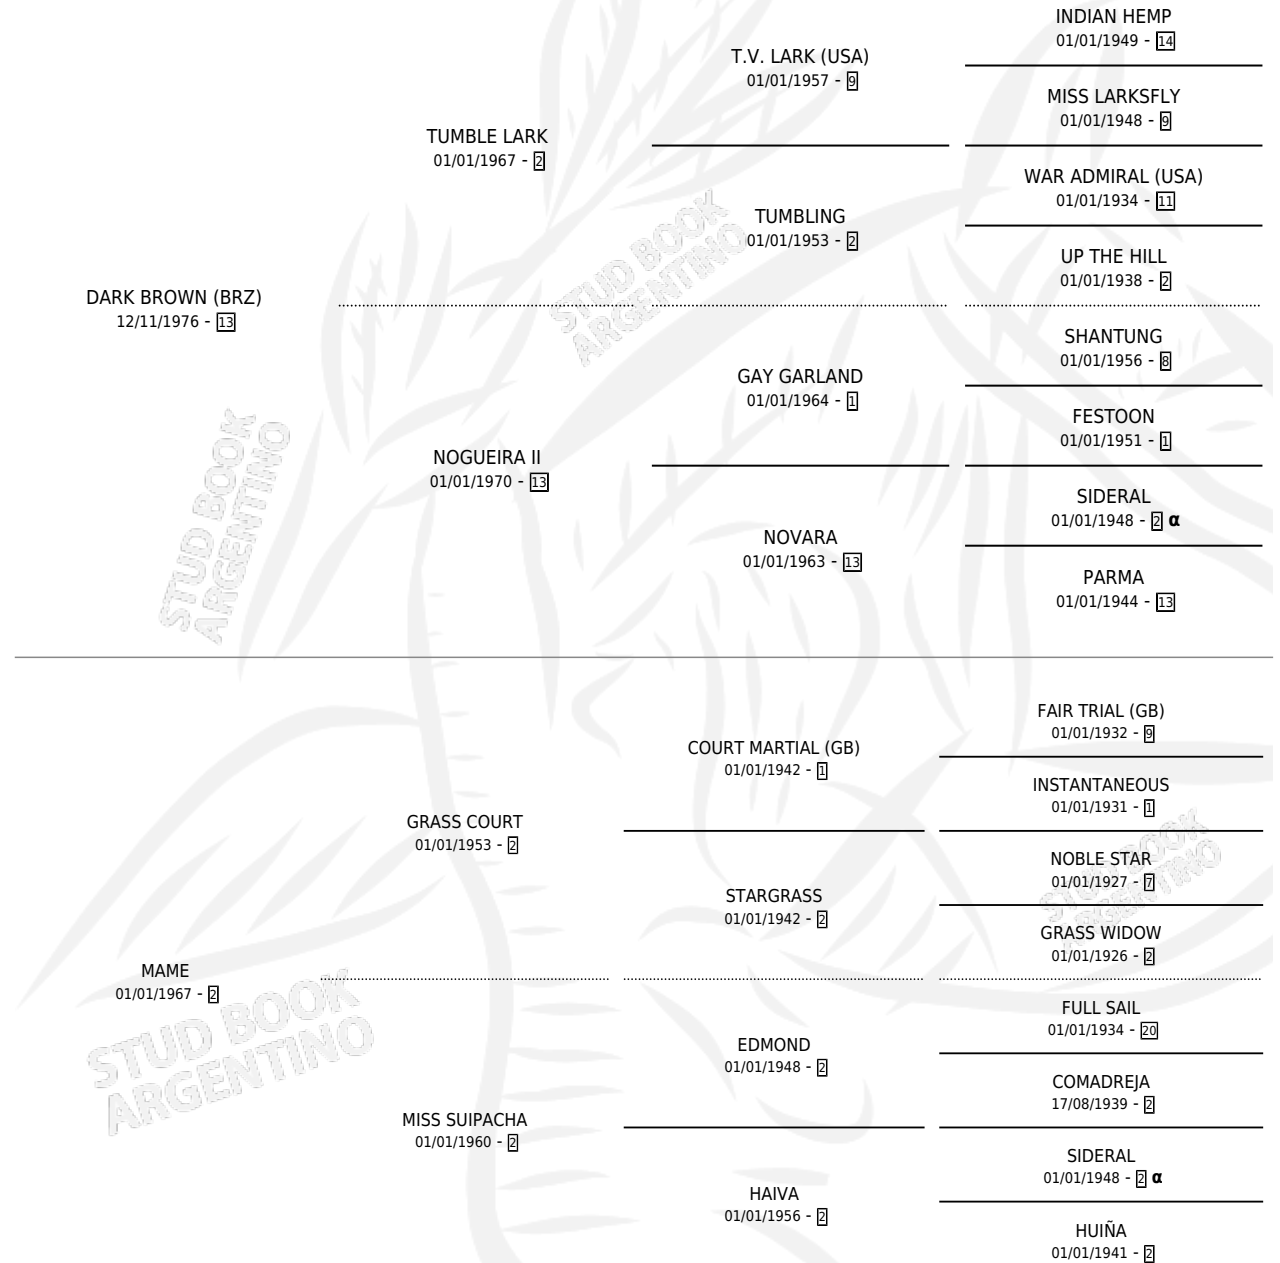 INDIAN HEMP
01/01/1949 - 14
T.V. LARK (USA)
01/01/1957 - 9
MISS LARKSFLY
01/01/1948 - 9
TUMBLE LARK
01/01/1967 - 2
WAR ADMIRAL (USA)
01/01/1934 - 11
TUMBLING
01/01/1953 - 2
UP THE HILL
01/01/1938 - 2
DARK BROWN (BRZ)
12/11/1976 - 13
SHANTUNG
01/01/1956 - 8
GAY GARLAND
01/01/1964 - 1
FESTOON
01/01/1951 - 1
NOGUEIRA II
01/01/1970 - 13
SIDERAL
01/01/1948 - 2 α
NOVARA
01/01/1963 - 13
PARMA
01/01/1944 - 13
FAIR TRIAL (GB)
01/01/1932 - 9
COURT MARTIAL (GB)
01/01/1942 - 1
INSTANTANEOUS
01/01/1931 - 1
GRASS COURT
01/01/1953 - 2
NOBLE STAR
01/01/1927 - 7
STARGRASS
01/01/1942 - 2
GRASS WIDOW
01/01/1926 - 2
MAME
01/01/1967 - 2
FULL SAIL
01/01/1934 - 20
EDMOND
01/01/1948 - 2
COMADREJA
17/08/1939 - 2
MISS SUIPACHA
01/01/1960 - 2
SIDERAL
01/01/1948 - 2 α
HAIVA
01/01/1956 - 2
HUIÑA
01/01/1941 - 2
STUD BOOK
ARGENTINO
STUD BOOK
ARGENTINO
STUD BOOK
ARGENTINO
STUD BOOK
ARGENTINO